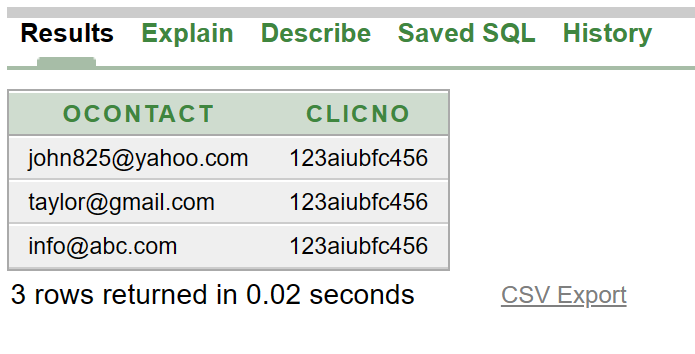 Results Explain Describe Saved SQL History
OCONTACT CLICNO
john825@yahoo.com 123aiubfc456
taylor@gmail.com 123aiubfc456
info@abc.com 123aiubfc456
3 rows returned in 0.02 seconds CSV Export